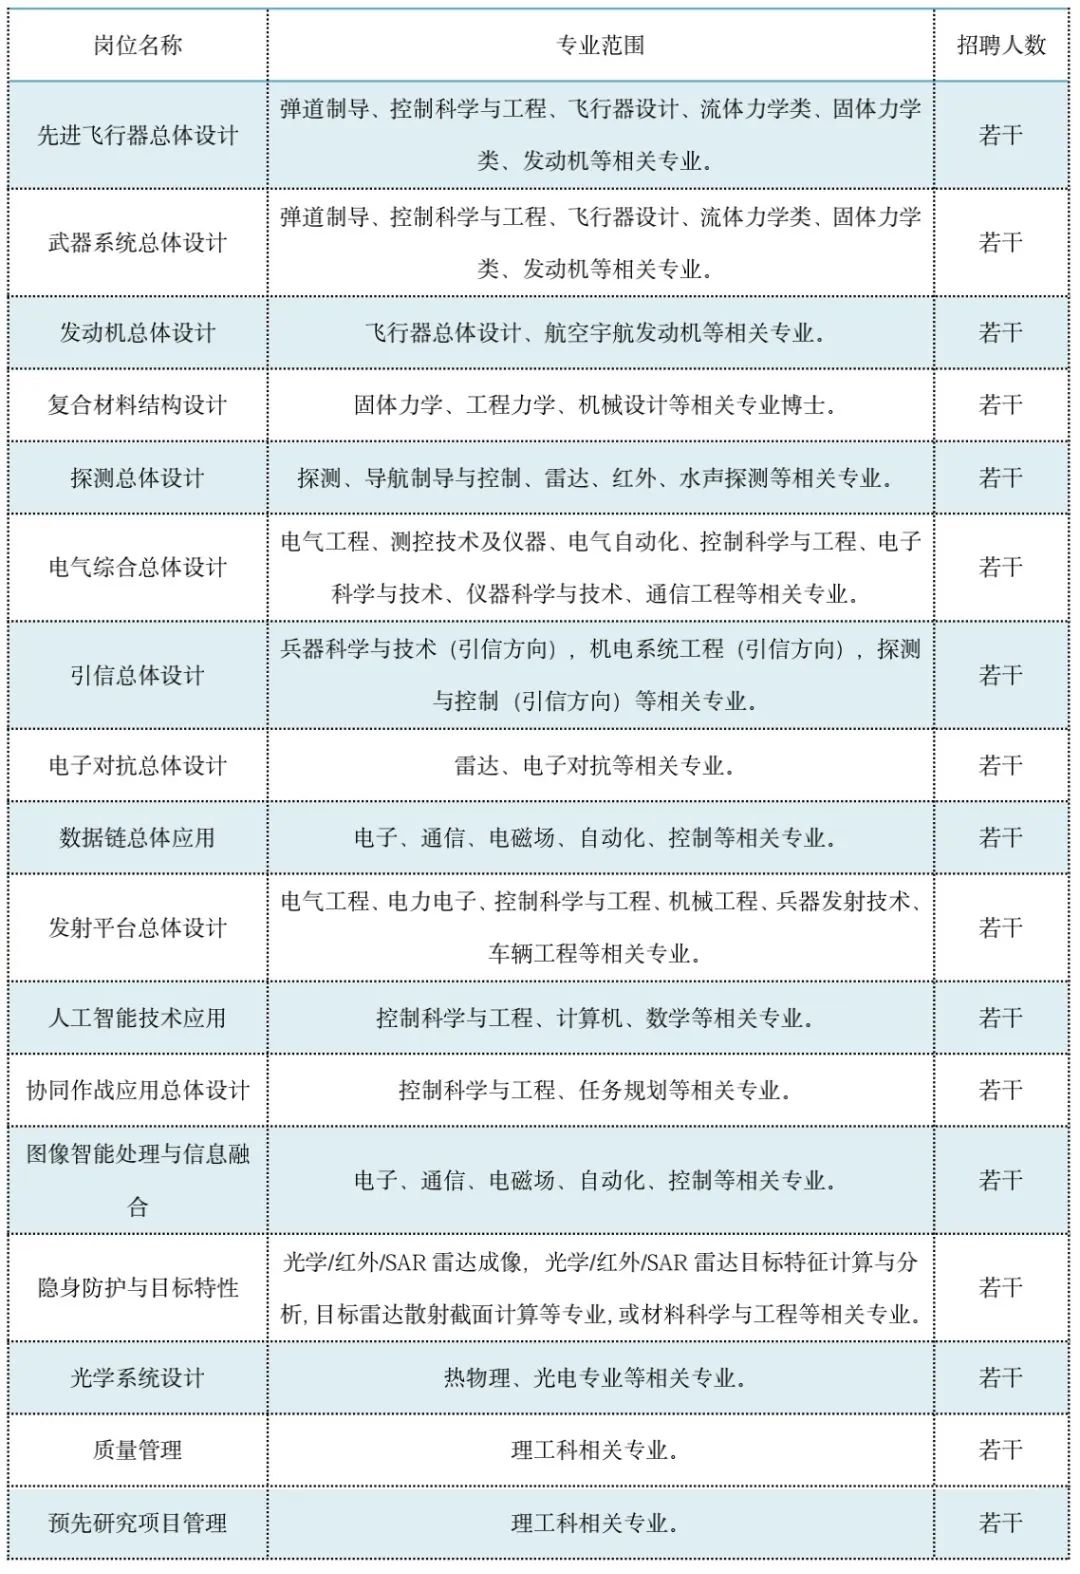 岗位名称
专业范围
招聘人数
先进飞行器总体设计
弹道制导、控制科学与工程、飞行器设计、流体力学类、固体力学
类、发动机等相关专业。
若干
武器系统总体设计
弹道制导、控制科学与工程、飞行器设计、流体力学类、固体力学
类、发动机等相关专业。
若干
发动机总体设计
飞行器总体设计、航空宇航发动机等相关专业。
若干
复合材料结构设计
固体力学、工程力学、机械设计等相关专业博士。
若干
探测总体设计
探测、导航制导与控制、雷达、红外、水声探测等相关专业。
若干
电气综合总体设计
电气工程、测控技术及仪器、电气自动化、控制科学与工程、电子
科学与技术、仪器科学与技术、通信工程等相关专业。
若干
引信总体设计
兵器科学与技术（引信方向），机电系统工程（引信方向），探测
与控制（引信方向）等相关专业。
若干
电子对抗总体设计
雷达、电子对抗等相关专业。
若干
数据链总体应用
电子、通信、电磁场、自动化、控制等相关专业。
若干
发射平台总体设计
电气工程、电力电子、控制科学与工程、机械工程、兵器发射技术、
车辆工程等相关专业。
若干
人工智能技术应用
控制科学与工程、计算机、数学等相关专业。
若干
协同作战应用总体设计
控制科学与工程、任务规划等相关专业。
若干
图像智能处理与信息融
合
电子、通信、电磁场、自动化、控制等相关专业。
若干
隐身防护与目标特性
光学/红外/SAR 雷达成像，光学/红外/SAR 雷达目标特征计算与分
析,目标雷达散射截面计算等专业,或材料科学与工程等相关专业。
若干
光学系统设计
热物理、光电专业等相关专业。
若干
质量管理
理工科相关专业。
若干
预先研究项目管理
理工科相关专业。
若干